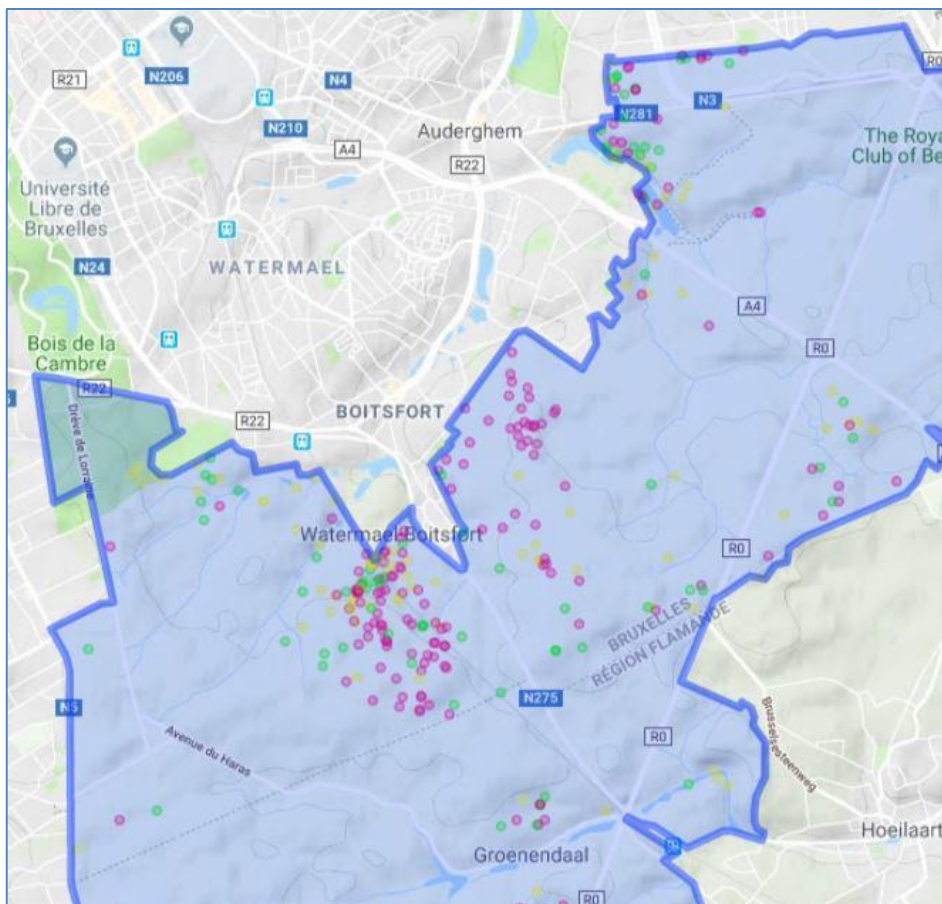 N206
N4
R21
N210
A4
Auderghem
R22
N281
N3
R0
The Roya
Club of Be
Université
Libre de
Bruxelles
N24
WATERMAEL
Bois de la
Cambre
R22
Drève de Lorraine
R22
BOITSFORT
A4
R0
Watermael-Boitsfort
R0
BRUXELLES
RÉGION FLAMANDE
N5
N275
R0
Avenue du Haras
Brusselsesteenweg
Hoeilaart
Groenendaal
R0